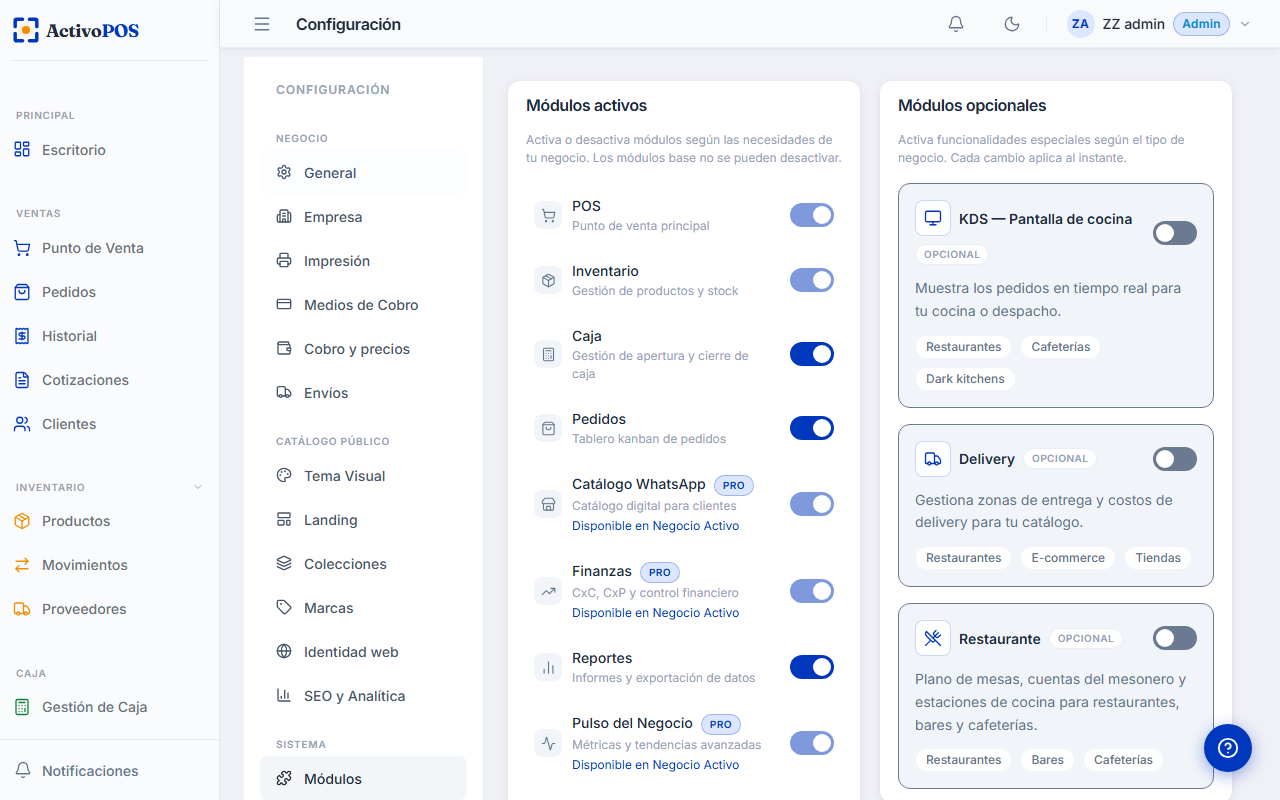 ActivoPOS
PRINCIPAL
Escritorio
VENTAS
Punto de Venta
Pedidos
Historial
Cotizaciones
Clientes
INVENTARIO
Productos
Movimientos
Proveedores
CAJA
Gestión de Caja
Notificaciones
Configuración
ZA
ZZ admin
Admin
CONFIGURACIÓN
NEGOCIO
General
Empresa
Impresión
Medios de Cobro
Cobro y precios
Envíos
CATÁLOGO PÚBLICO
Tema Visual
Landing
Colecciones
Marcas
Identidad web
SEO y Analítica
SISTEMA
Módulos
Módulos activos
Activa o desactiva módulos según las necesidades de
tu negocio. Los módulos base no se pueden desactivar.
POS
Punto de venta principal
Inventario
Gestión de productos y stock
Caja
Gestión de apertura y cierre de
caja
Pedidos
Tablero kanban de pedidos
Catálogo WhatsApp PRO
Catálogo digital para clientes
Disponible en Negocio Activo
Finanzas PRO
CxC, CxP y control financiero
Disponible en Negocio Activo
Reportes
Informes y exportación de datos
Pulso del Negocio PRO
Métricas y tendencias avanzadas
Disponible en Negocio Activo
Módulos opcionales
Activa funcionalidades especiales según el tipo de
negocio. Cada cambio aplica al instante.
KDS — Pantalla de cocina
OPCIONAL
Muestra los pedidos en tiempo real para
tu cocina o despacho.
Restaurantes Cafeterías
Dark kitchens
Delivery OPCIONAL
Gestiona zonas de entrega y costos de
delivery para tu catálogo.
Restaurantes E-commerce Tiendas
Restaurante OPCIONAL
Plano de mesas, cuentas del mesonero y
estaciones de cocina para restaurantes,
bares y cafeterías.
Restaurantes Bares Cafeterías